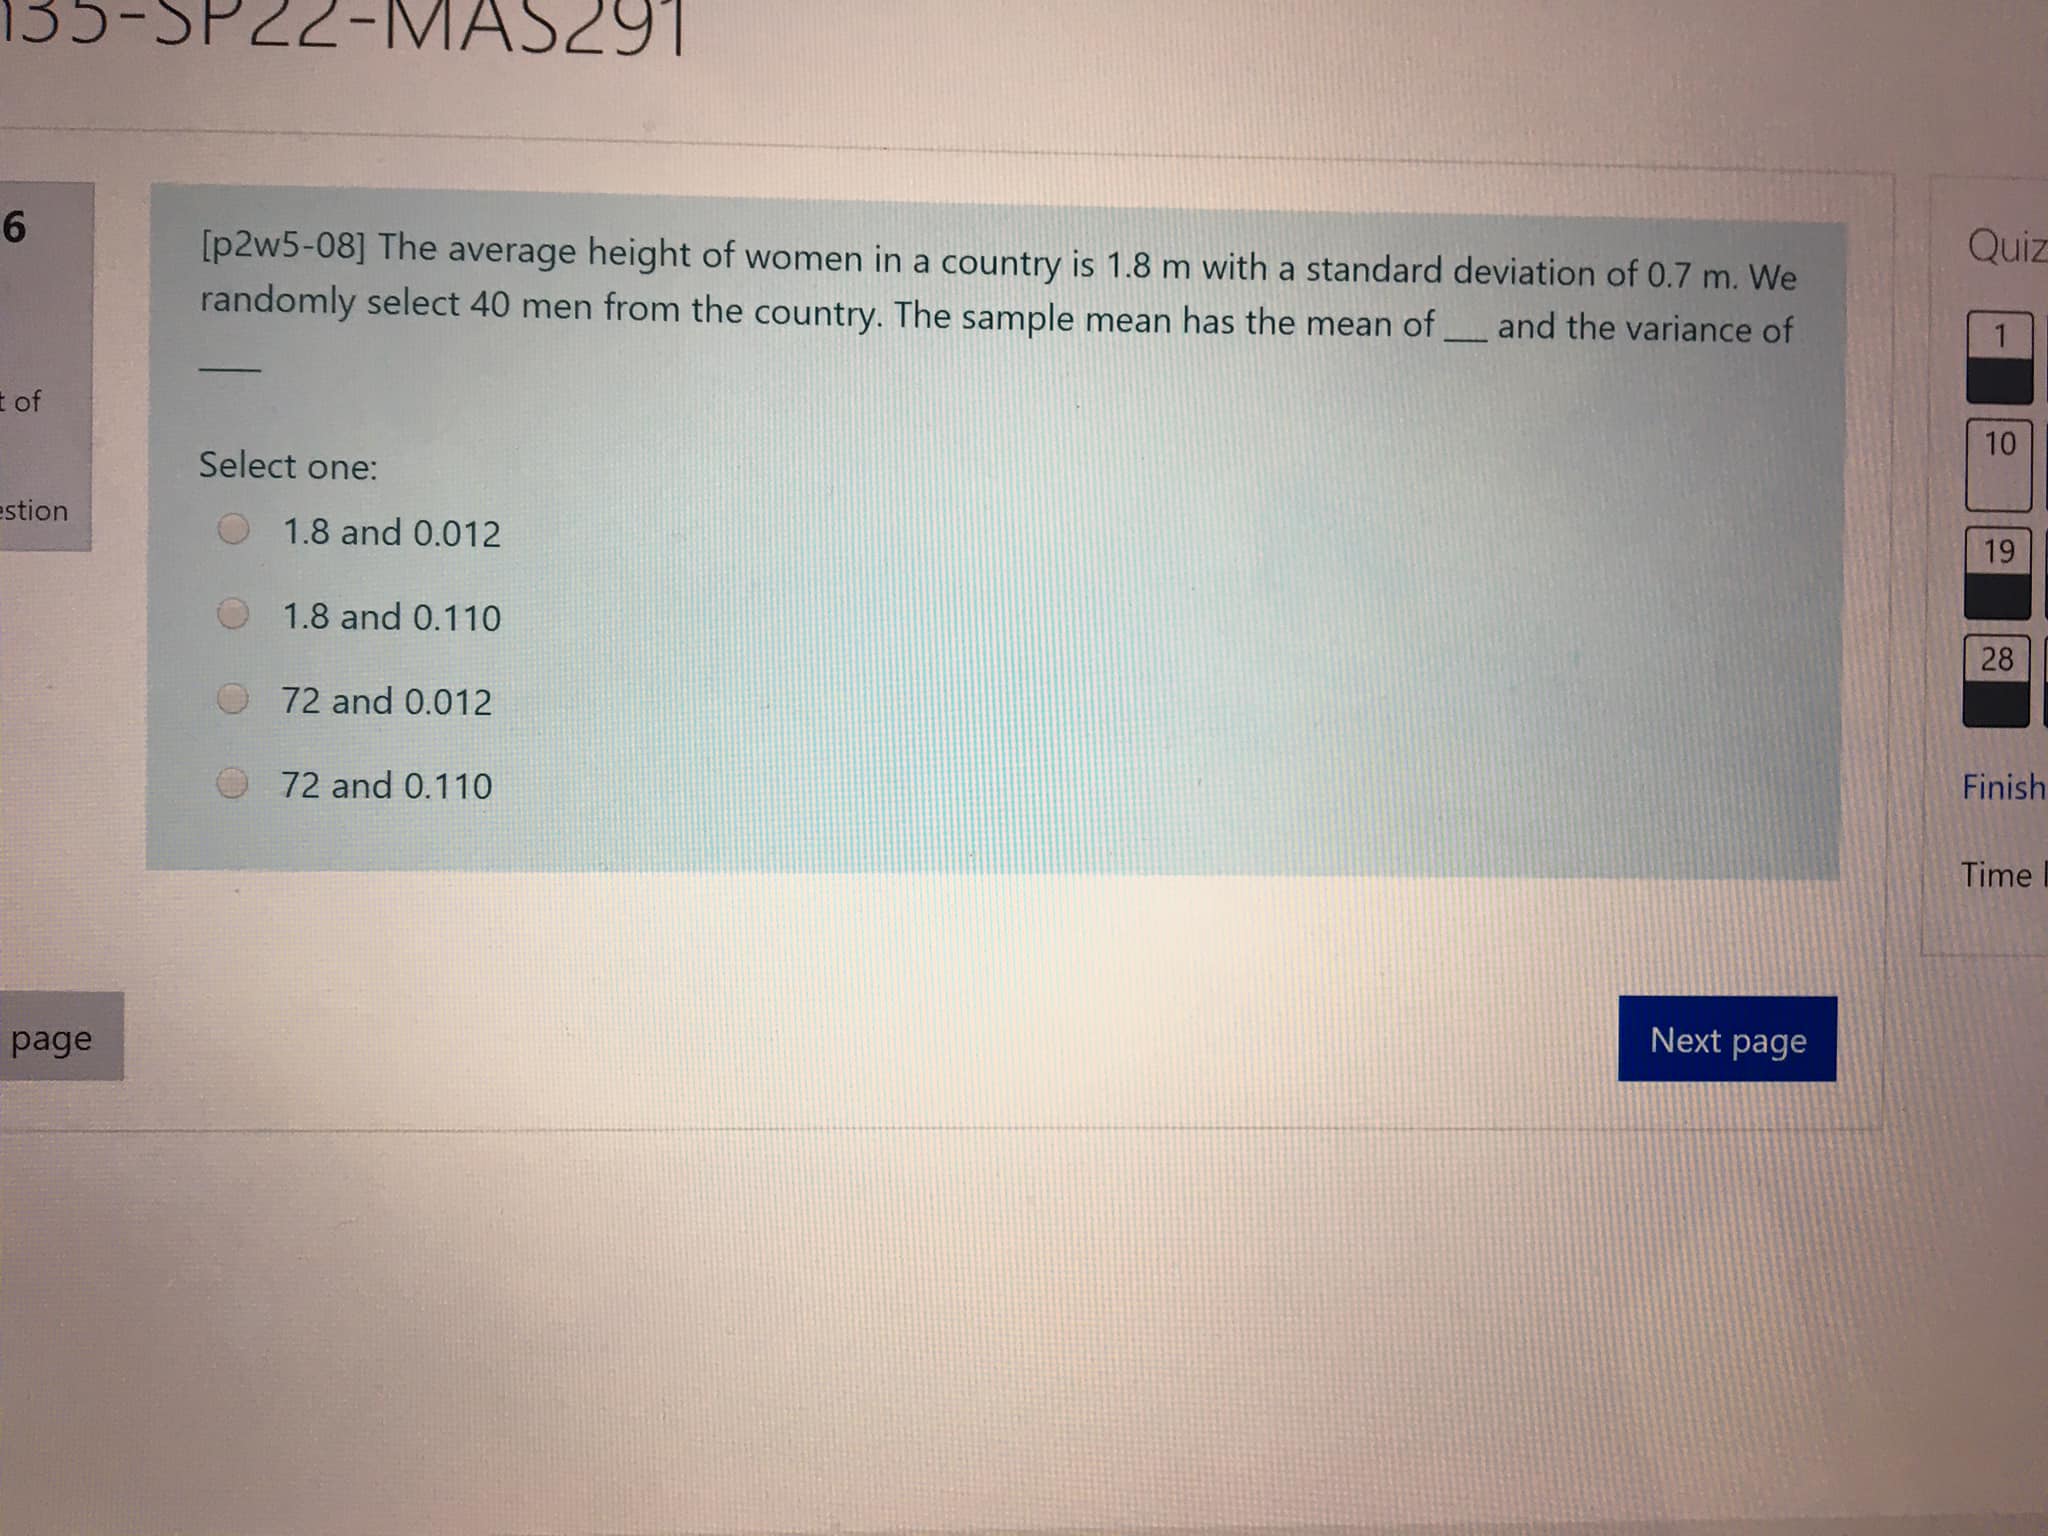 135-SP22-MAS291
6
[p2w5-08] The average height of women in a country is 1.8 m with a standard deviation of 0.7 m. We
randomly select 40 men from the country. The sample mean has the mean of __ and the variance of
___
t of
estion
Select one:
1.8 and 0.012
1.8 and 0.110
72 and 0.012
72 and 0.110
page
Next page
Quiz
1
10
19
28
Finish
Time